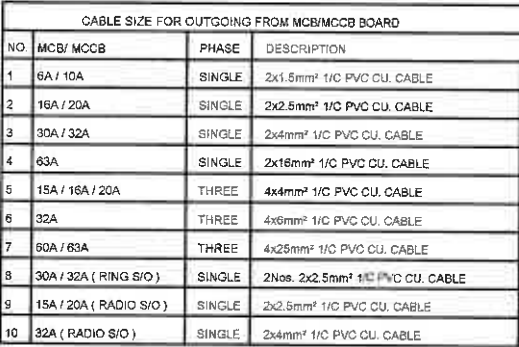 CABLE SIZE FOR OUTGOING FROM MCB/MCCB BOARD
NO. MCB/ MCCB PHASE DESCRIPTION
1 6A / 10A SINGLE 2x1.5mm² 1/C PVC CU. CABLE
2 16A / 20A SINGLE 2x2.5mm² 1/C PVC CU. CABLE
3 30A / 32A SINGLE 2x4mm² 1/C PVC CU. CABLE
4 63A SINGLE 2x16mm² 1/C PVC CU. CABLE
5 15A / 16A / 20A THREE 4x4mm² 1/C PVC CU. CABLE
6 32A THREE 4x6mm² 1/C PVC CU. CABLE
7 60A / 63A THREE 4x25mm² 1/C PVC CU. CABLE
8 30A / 32A ( RING S/O ) SINGLE 2Nos. 2x2.5mm² 1/C PVC CU. CABLE
9 15A / 20A ( RADIO S/O ) SINGLE 2x2.5mm² 1/C PVC CU. CABLE
10 32A ( RADIO S/O ) SINGLE 2x4mm² 1/C PVC CU. CABLE